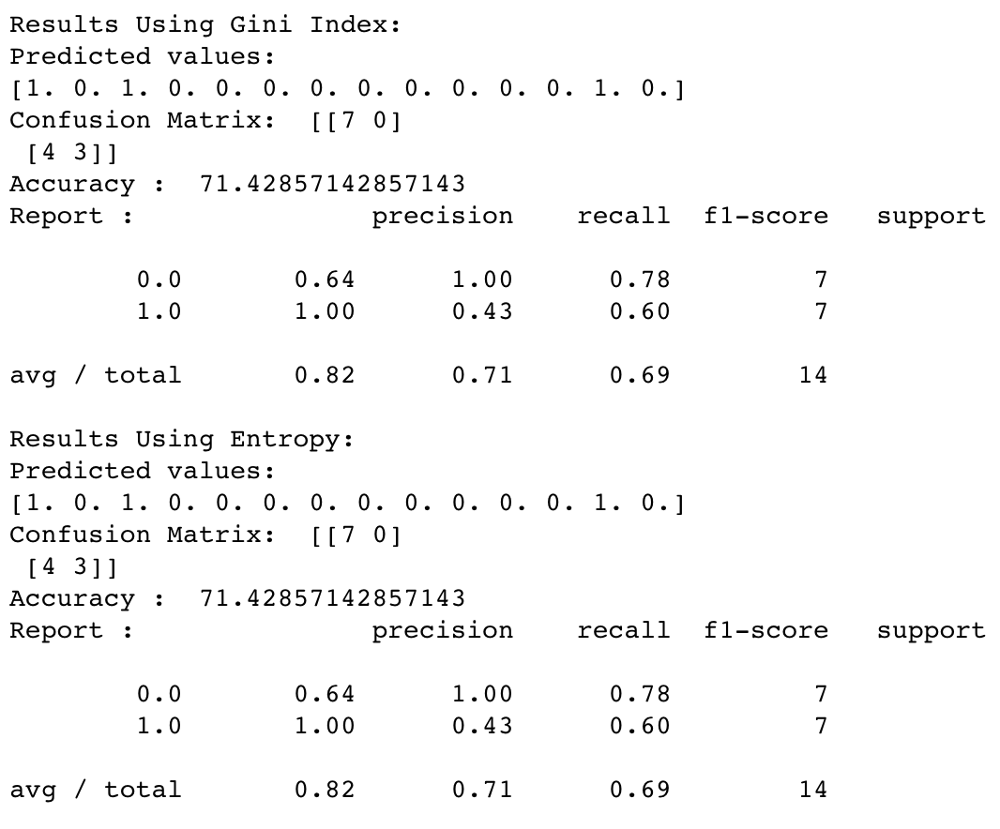 Results Using Gini Index:
Predicted values:
[1. 0. 1. 0. 0. 0. 0. 0. 0. 0. 0. 0. 1. 0.]
Confusion Matrix:  [[7 0]
 [4 3]]
Accuracy :  71.42857142857143
Report :               precision    recall  f1-score   support

        0.0       0.64      1.00      0.78         7
        1.0       1.00      0.43      0.60         7

avg / total       0.82      0.71      0.69        14

Results Using Entropy:
Predicted values:
[1. 0. 1. 0. 0. 0. 0. 0. 0. 0. 0. 0. 1. 0.]
Confusion Matrix:  [[7 0]
 [4 3]]
Accuracy :  71.42857142857143
Report :               precision    recall  f1-score   support

        0.0       0.64      1.00      0.78         7
        1.0       1.00      0.43      0.60         7

avg / total       0.82      0.71      0.69        14